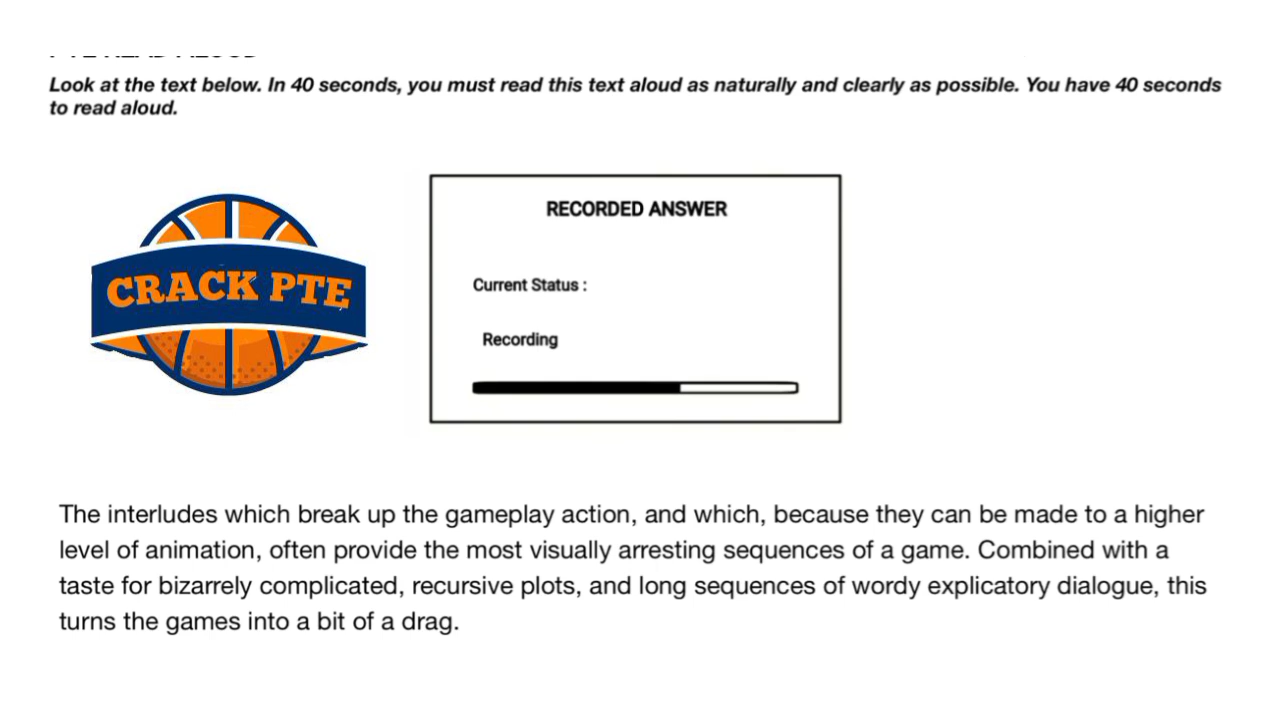 Look at the text below. In 40 seconds, you must read this text aloud as naturally and clearly as possible. You have 40 seconds
to read aloud.
CRACK PTE
RECORDED ANSWER
Current Status :
Recording
The interludes which break up the gameplay action, and which, because they can be made to a higher
level of animation, often provide the most visually arresting sequences of a game. Combined with a
taste for bizarrely complicated, recursive plots, and long sequences of wordy explicatory dialogue, this
turns the games into a bit of a drag.